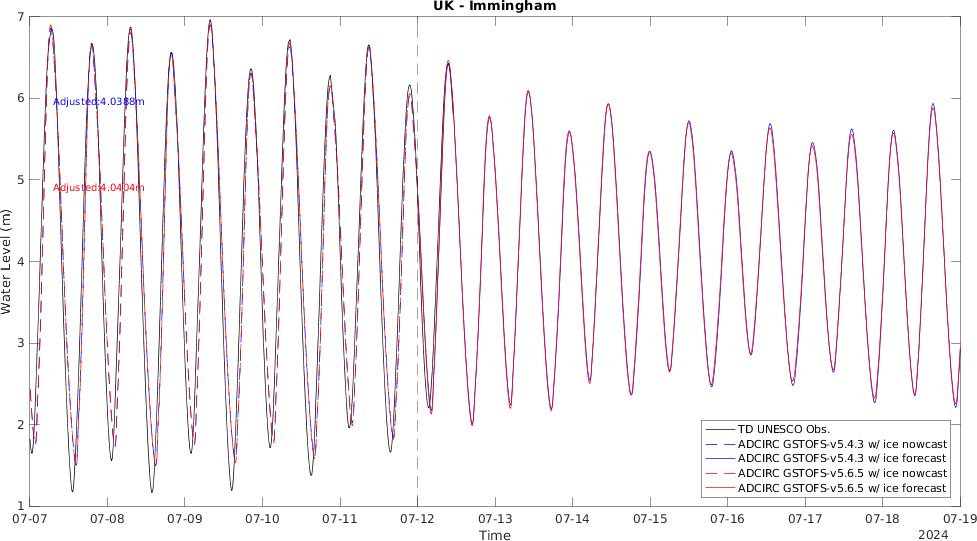 UK - Immingham
Water Level (m)
7
6
5
4
3
2
1
Adjusted:4.0388m
Adjusted:4.0404m
TD UNESCO Obs.
ADCIRC GSTOFS-v5.4.3 w/ ice nowcast
ADCIRC GSTOFS-v5.4.3 w/ ice forecast
ADCIRC GSTOFS-v5.6.5 w/ ice nowcast
ADCIRC GSTOFS-v5.6.5 w/ ice forecast
07-07 07-08 07-09 07-10 07-11 07-12 07-13 07-14 07-15 07-16 07-17 07-18 07-19
Time
2024